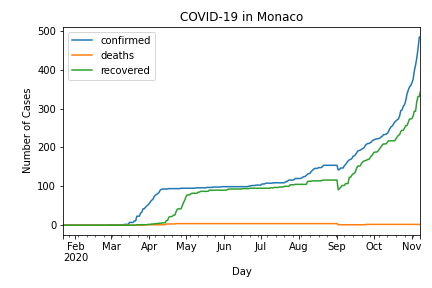 COVID-19 in Monaco
confirmed
deaths
recovered
Number of Cases
500
400
300
200
100
0
Feb
2020
Mar
Apr
May
Jun
Jul
Aug
Sep
Oct
Nov
Day